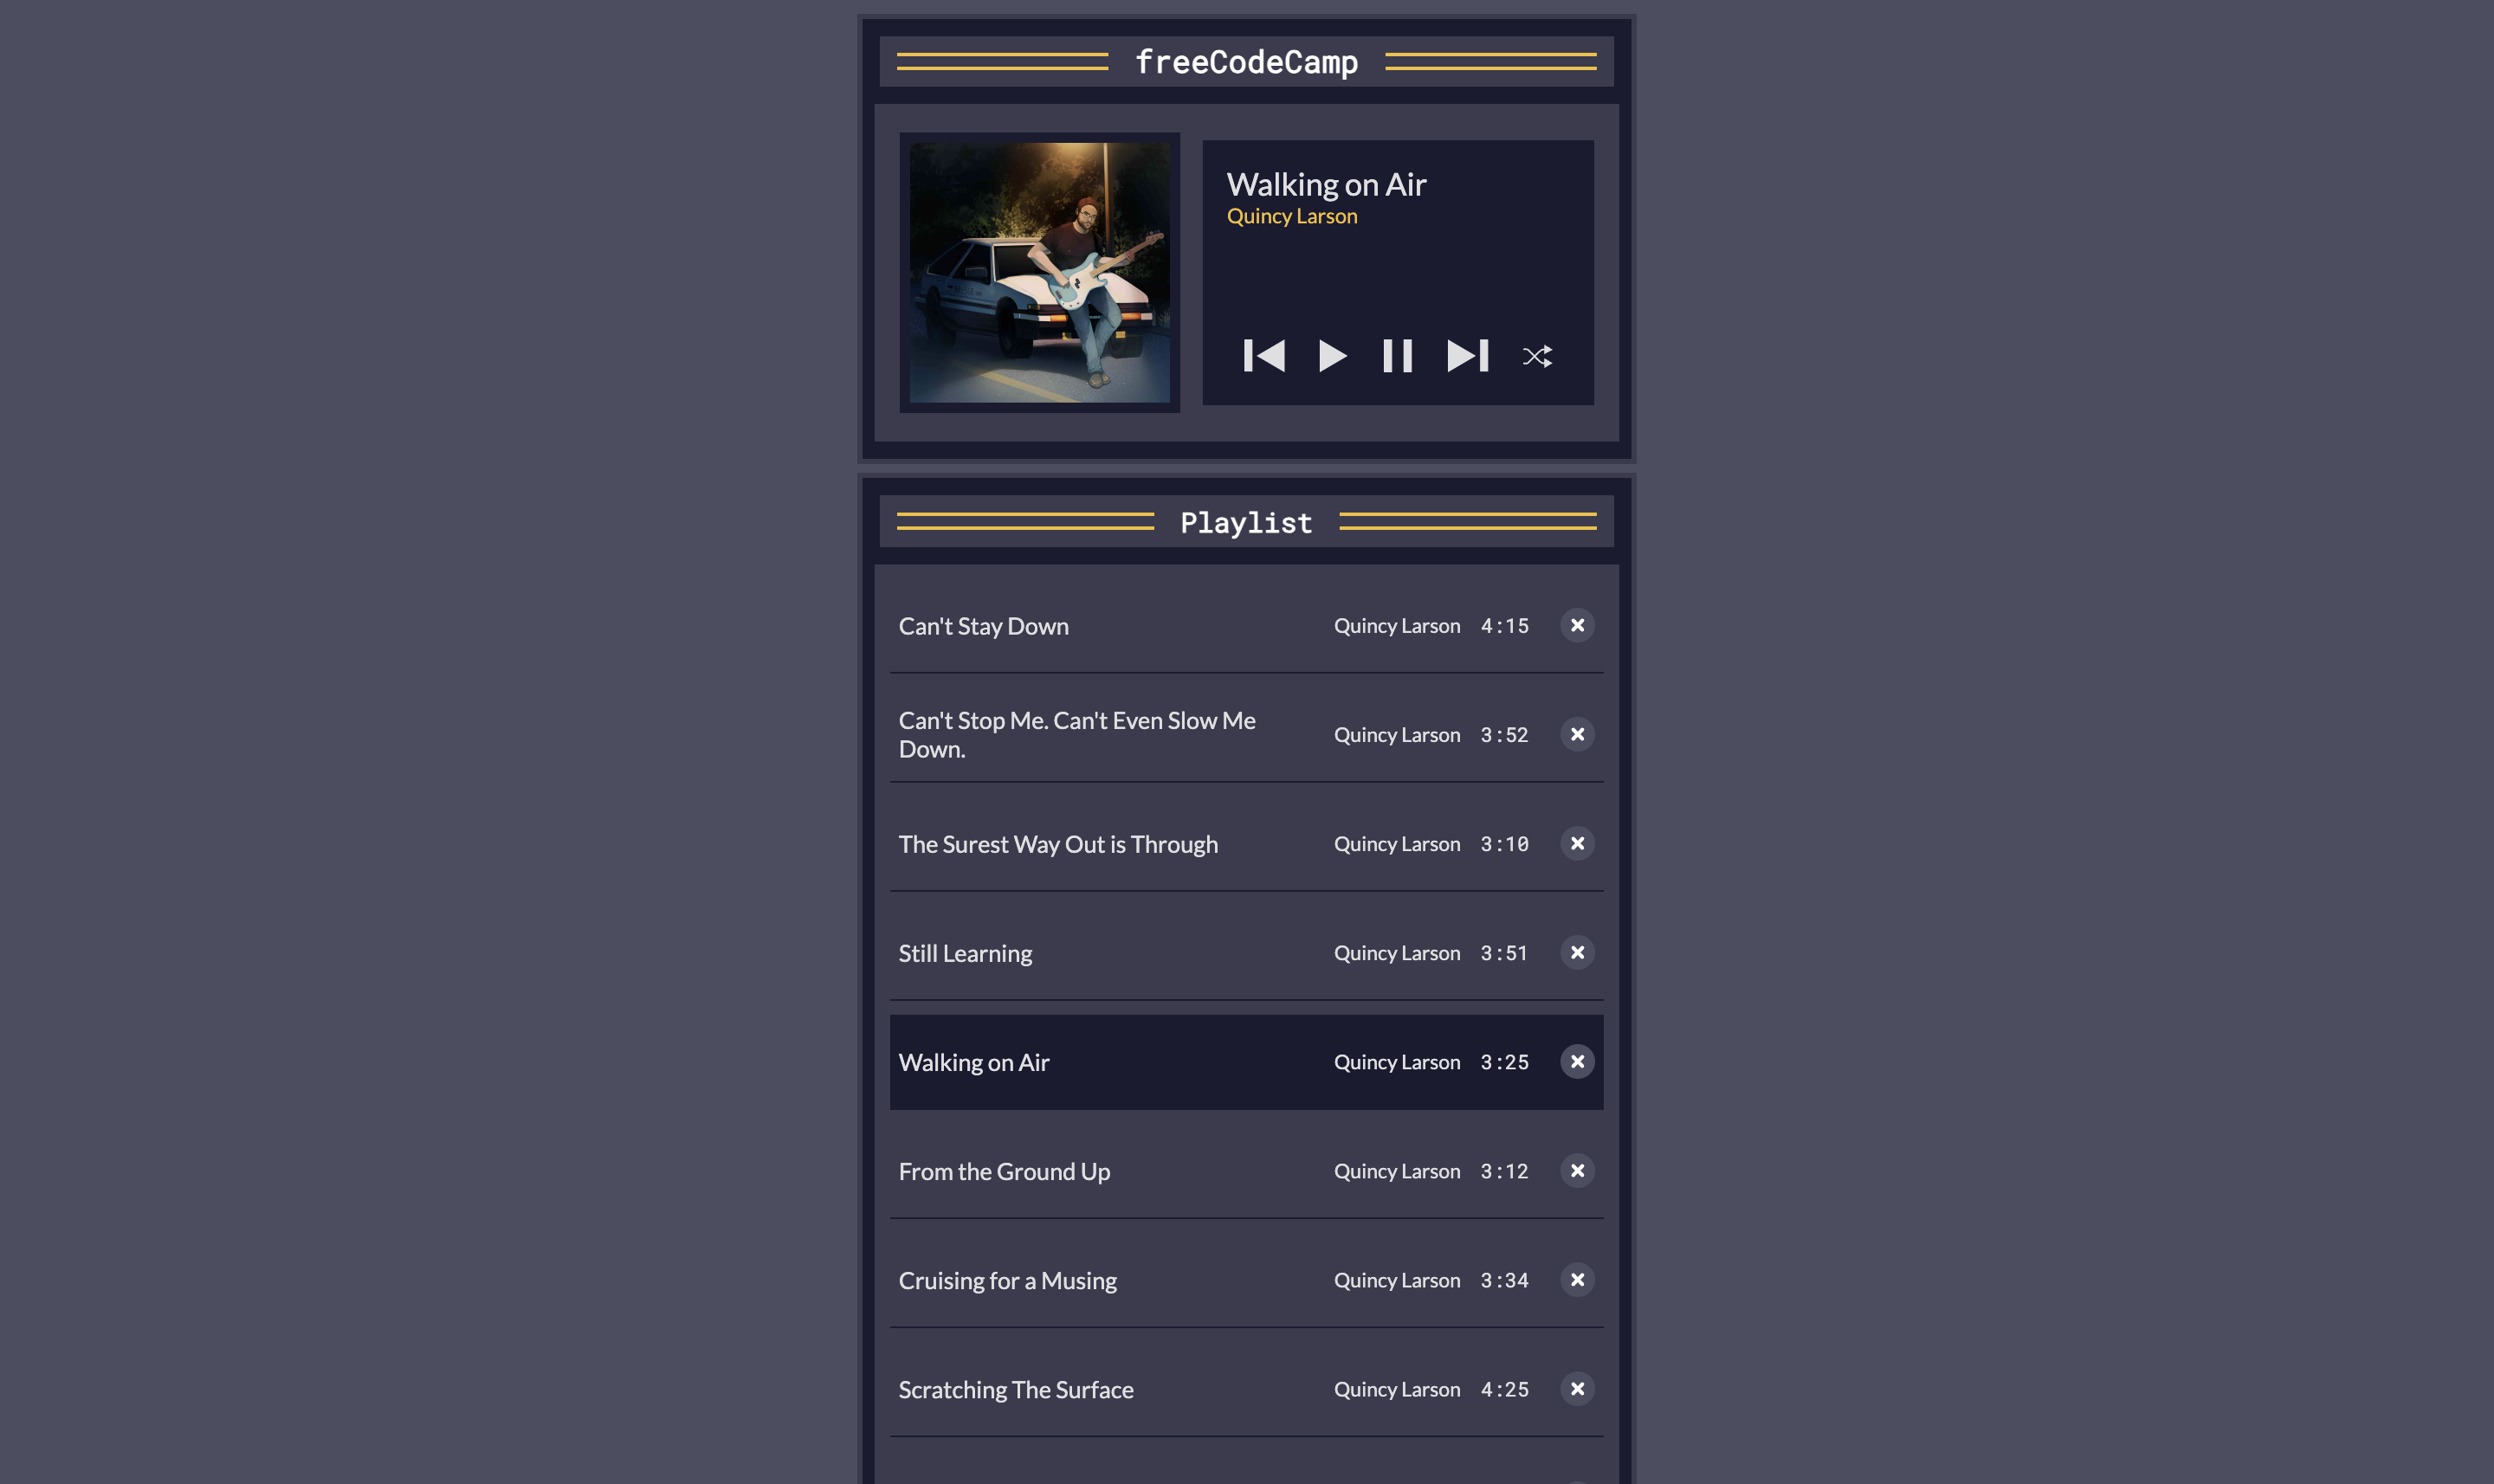 freeCodeCamp
Walking on Air
Quincy Larson
Playlist
Can't Stay Down Quincy Larson 4:15
Can't Stop Me. Can't Even Slow Me
Down. Quincy Larson 3:52
The Surest Way Out is Through Quincy Larson 3:10
Still Learning Quincy Larson 3:51
Walking on Air Quincy Larson 3:25
From the Ground Up Quincy Larson 3:12
Cruising for a Musing Quincy Larson 3:34
Scratching The Surface Quincy Larson 4:25